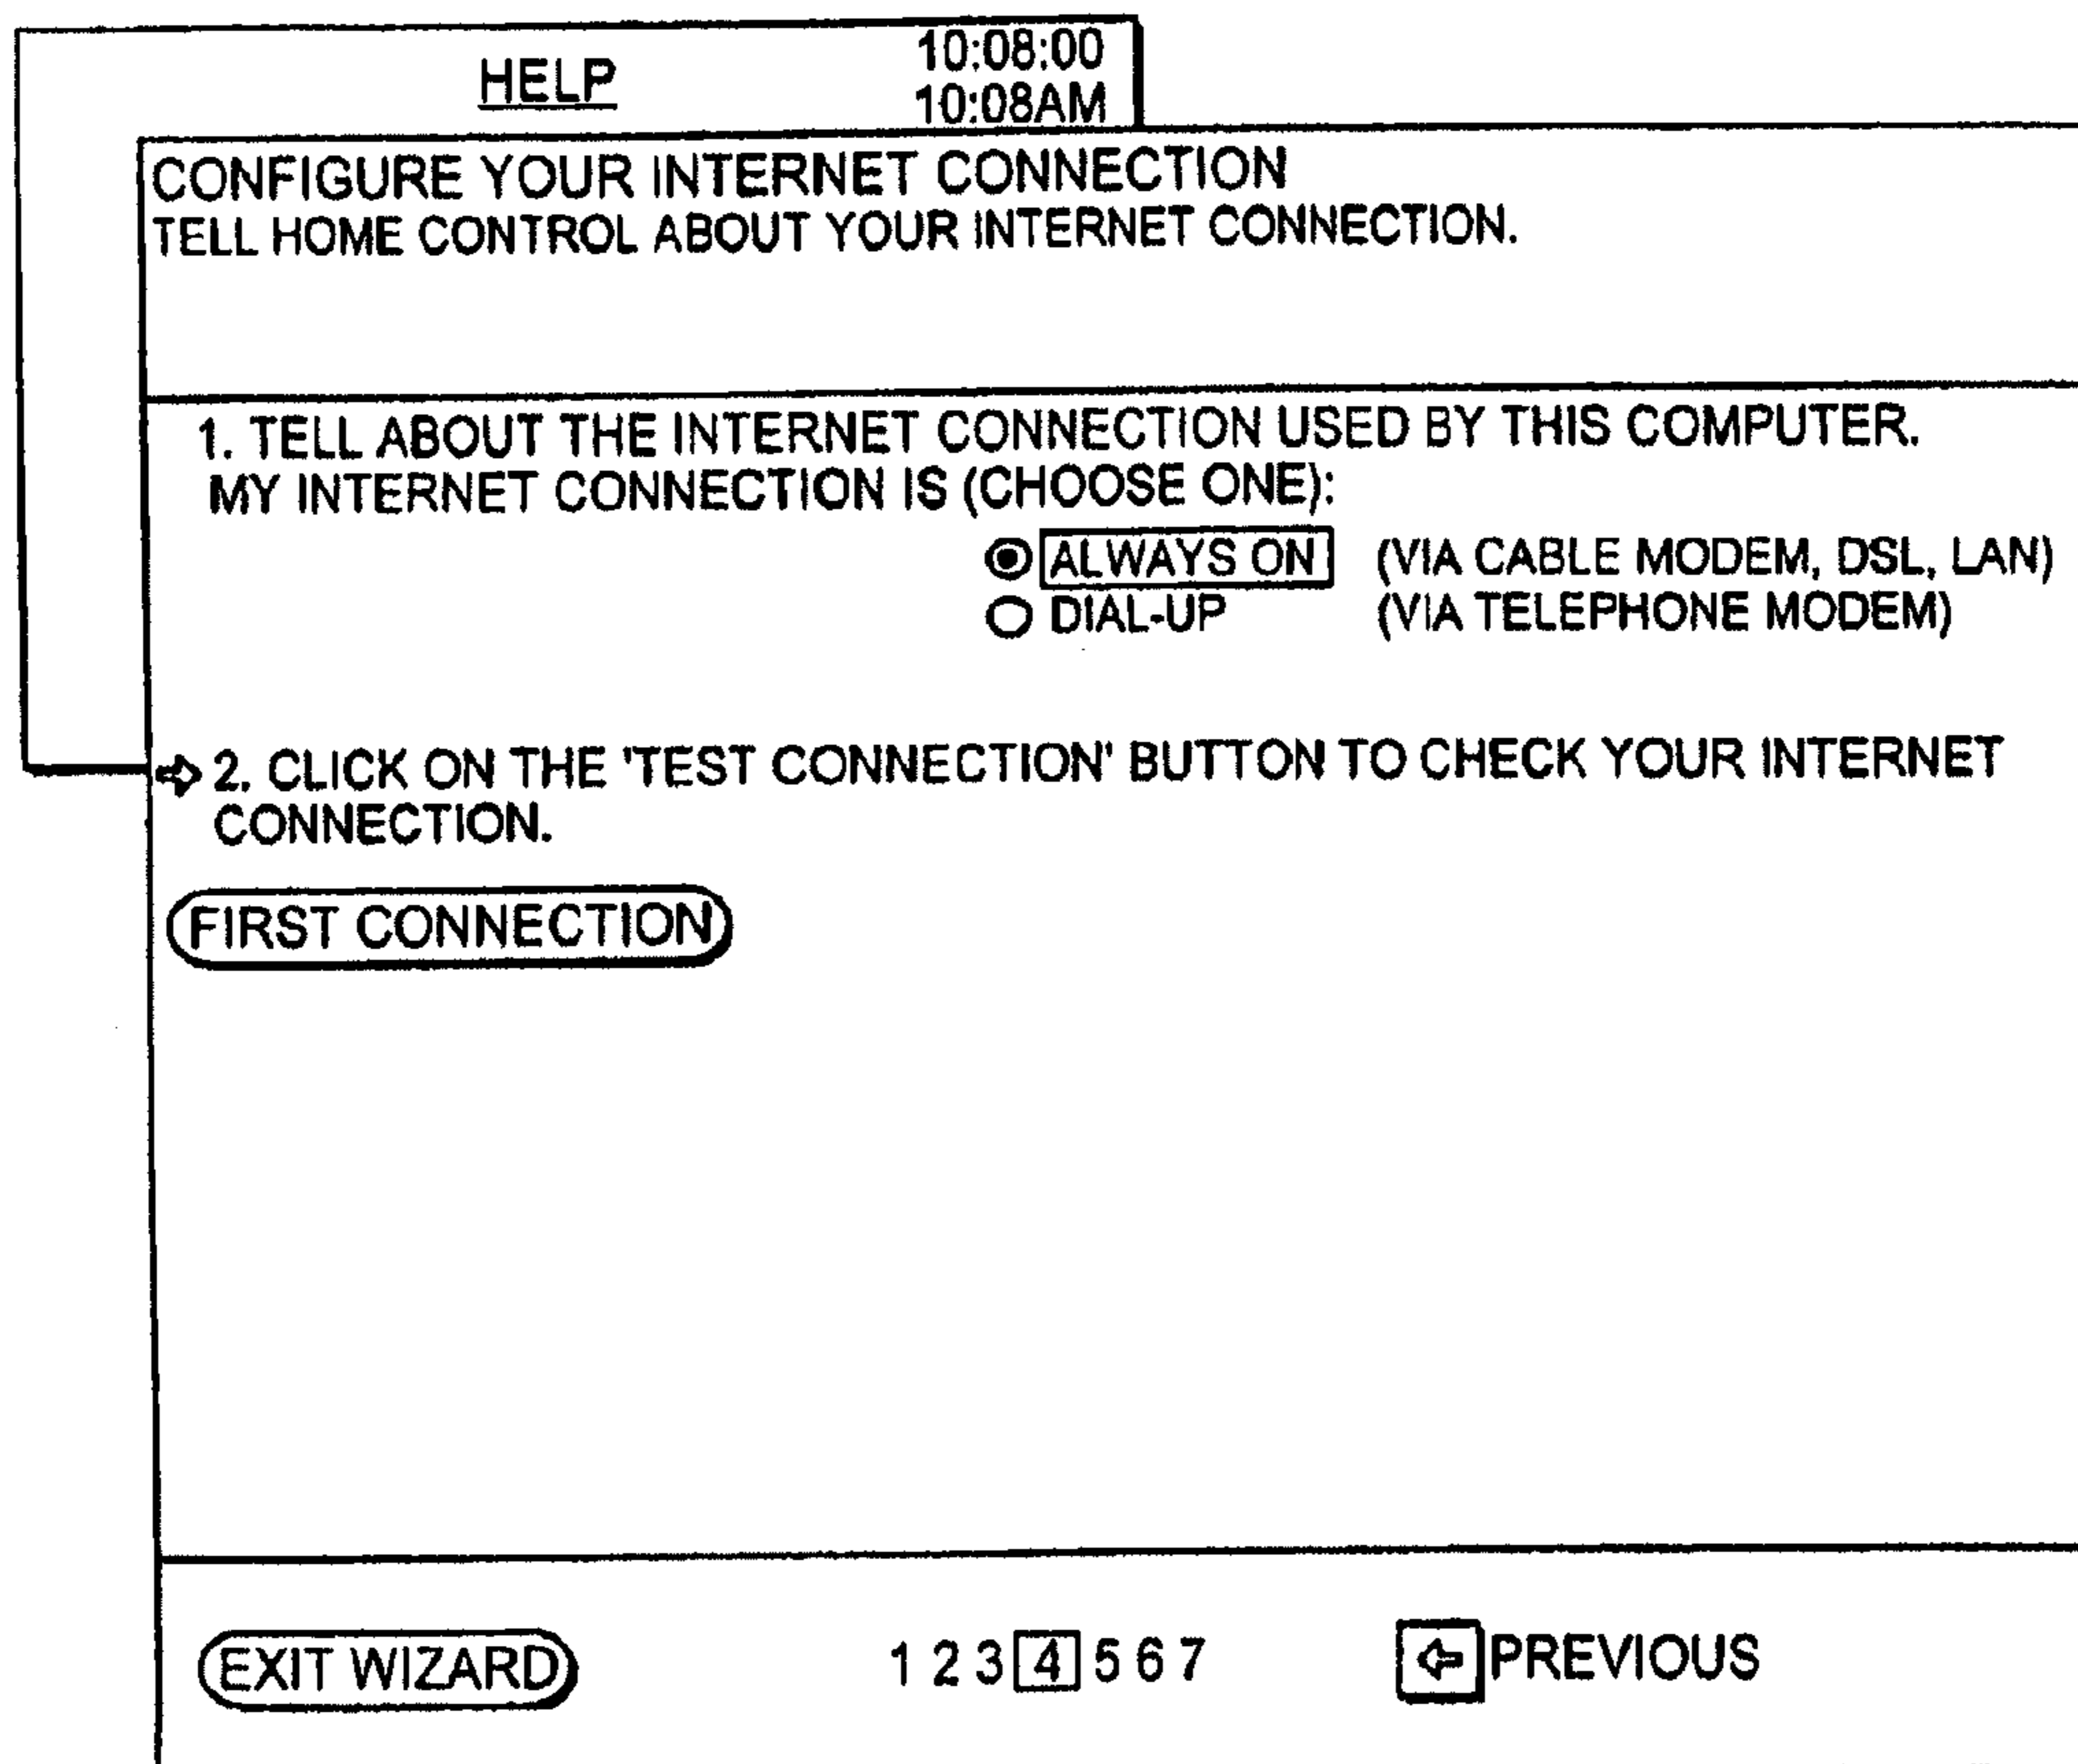 HELP
10:08:00
10:08AM
CONFIGURE YOUR INTERNET CONNECTION
TELL HOME CONTROL ABOUT YOUR INTERNET CONNECTION.
1. TELL ABOUT THE INTERNET CONNECTION USED BY THIS COMPUTER.
MY INTERNET CONNECTION IS (CHOOSE ONE):
ALWAYS ON (VIA CABLE MODEM, DSL, LAN)
DIAL-UP (VIA TELEPHONE MODEM)
2. CLICK ON THE 'TEST CONNECTION' BUTTON TO CHECK YOUR INTERNET
CONNECTION.
FIRST CONNECTION
EXIT WIZARD 1 2 3 4 5 6 7 PREVIOUS